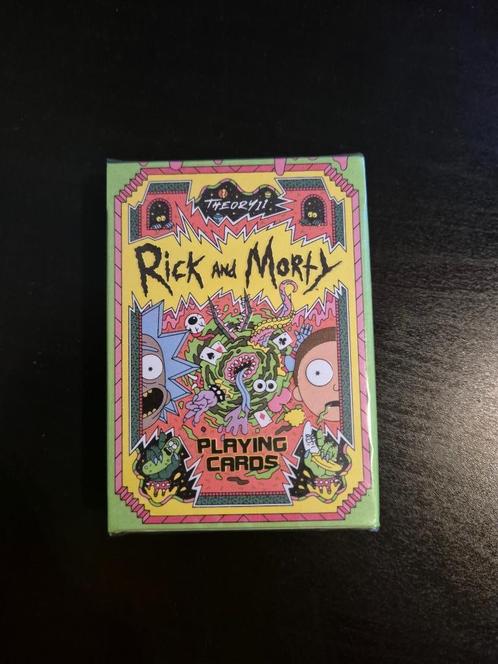 THEORY11
RICK AND MORTY
PLAYING
CARDS